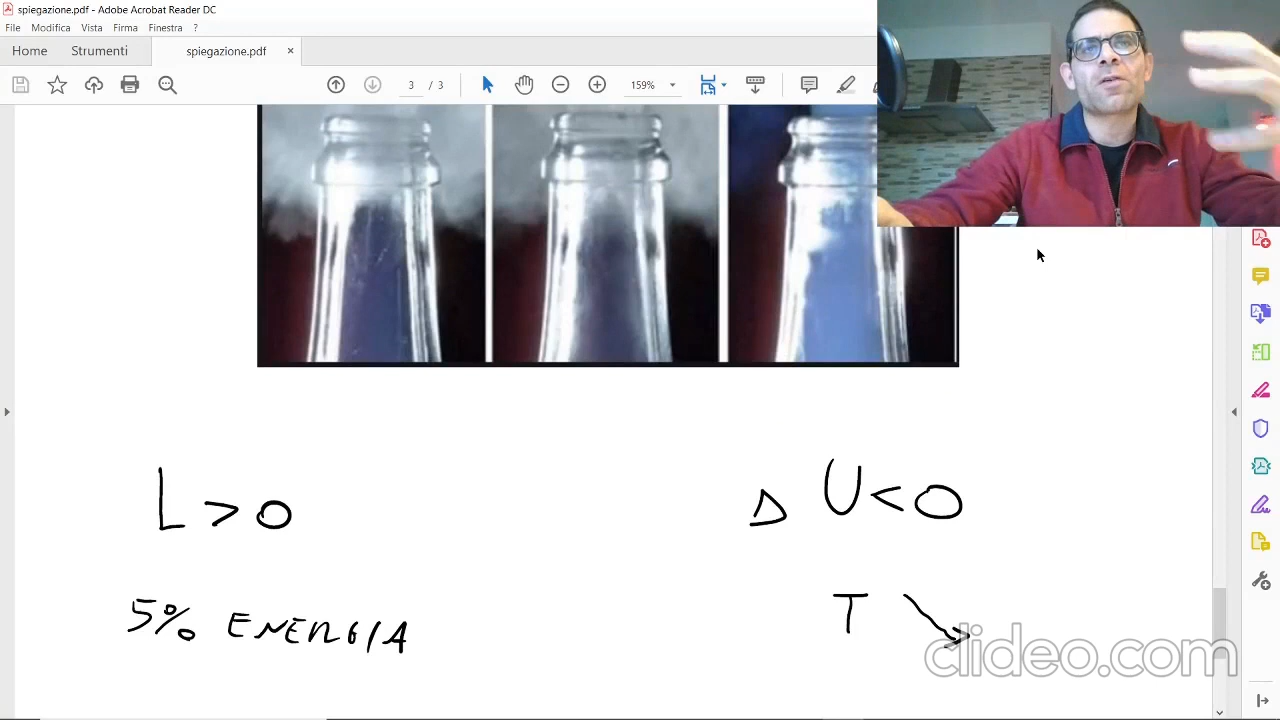 spiegazione.pdf - Adobe Acrobat Reader DC
File Modifica Vista Firma Finestra ?
Home Strumenti spiegazione.pdf ×
3 / 3 159%
L > 0
Δ U < 0
5% ENERGIA
T
clideo.com